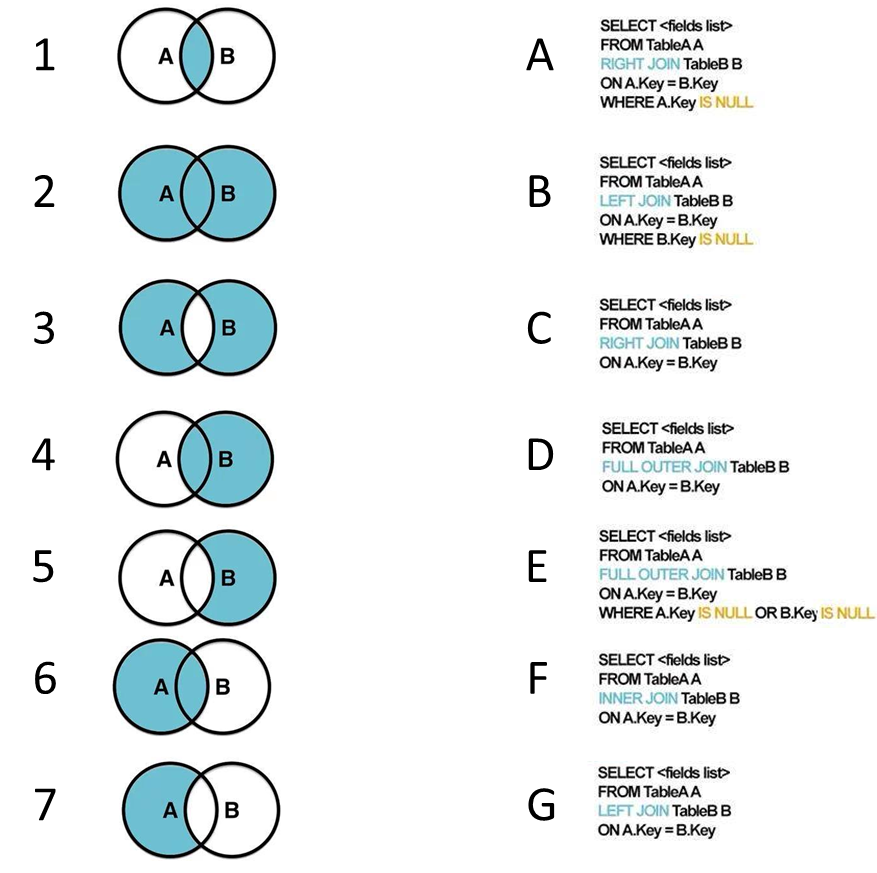 1
A B
A
SELECT <fields list>
FROM TableA A
RIGHT JOIN TableB B
ON A.Key = B.Key
WHERE A.Key IS NULL
2
A B
B
SELECT <fields list>
FROM TableA A
LEFT JOIN TableB B
ON A.Key = B.Key
WHERE B.Key IS NULL
3
A B
C
SELECT <fields list>
FROM TableA A
RIGHT JOIN TableB B
ON A.Key = B.Key
4
A B
D
SELECT <fields list>
FROM TableA A
FULL OUTER JOIN TableB B
ON A.Key = B.Key
5
A B
E
SELECT <fields list>
FROM TableA A
FULL OUTER JOIN TableB B
ON A.Key = B.Key
WHERE A.Key IS NULL OR B.Key IS NULL
6
A B
F
SELECT <fields list>
FROM TableA A
INNER JOIN TableB B
ON A.Key = B.Key
7
A B
G
SELECT <fields list>
FROM TableA A
LEFT JOIN TableB B
ON A.Key = B.Key